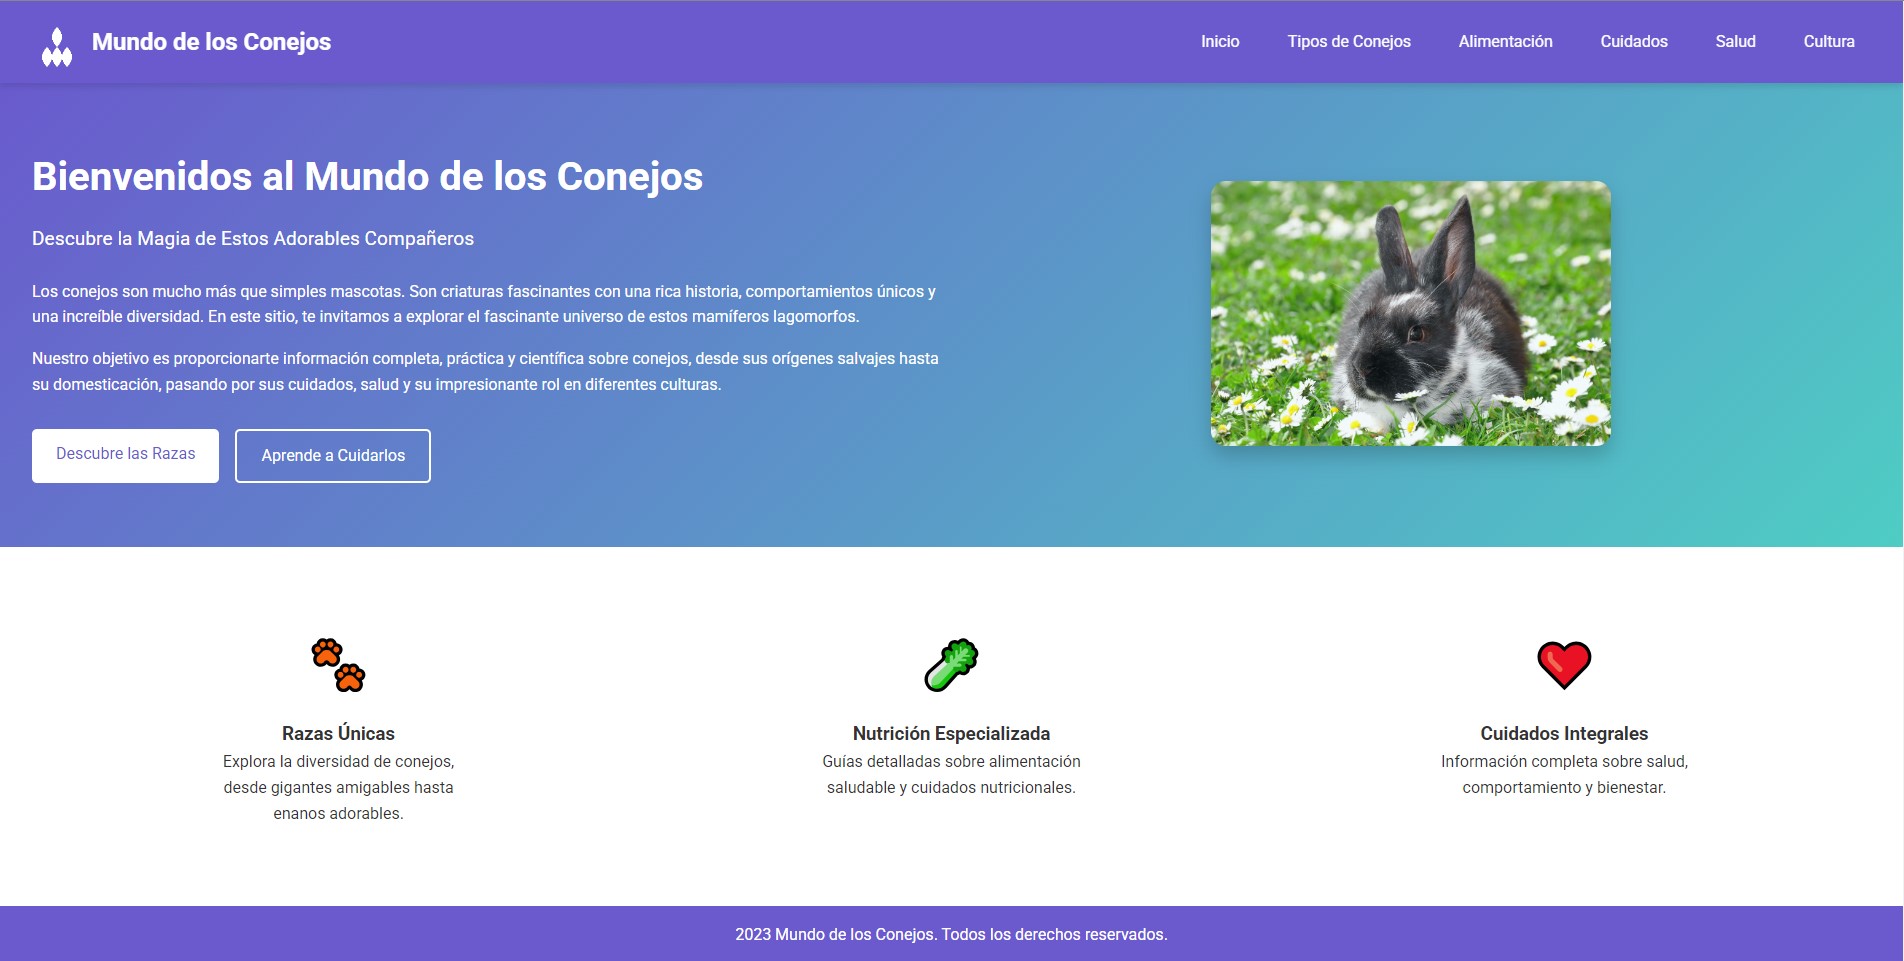 Mundo de los Conejos
Inicio
Tipos de Conejos
Alimentación
Cuidados
Salud
Cultura
Bienvenidos al Mundo de los Conejos
Descubre la Magia de Estos Adorables Compañeros
Los conejos son mucho más que simples mascotas. Son criaturas fascinantes con una rica historia, comportamientos únicos y
una increíble diversidad. En este sitio, te invitamos a explorar el fascinante universo de estos mamíferos lagomorfos.
Nuestro objetivo es proporcionarte información completa, práctica y científica sobre conejos, desde sus orígenes salvajes hasta
su domesticación, pasando por sus cuidados, salud y su impresionante rol en diferentes culturas.
Descubre las Razas
Aprende a Cuidarlos
Razas Únicas
Explora la diversidad de conejos,
desde gigantes amigables hasta
enanos adorables.
Nutrición Especializada
Guías detalladas sobre alimentación
saludable y cuidados nutricionales.
Cuidados Integrales
Información completa sobre salud,
comportamiento y bienestar.
2023 Mundo de los Conejos. Todos los derechos reservados.